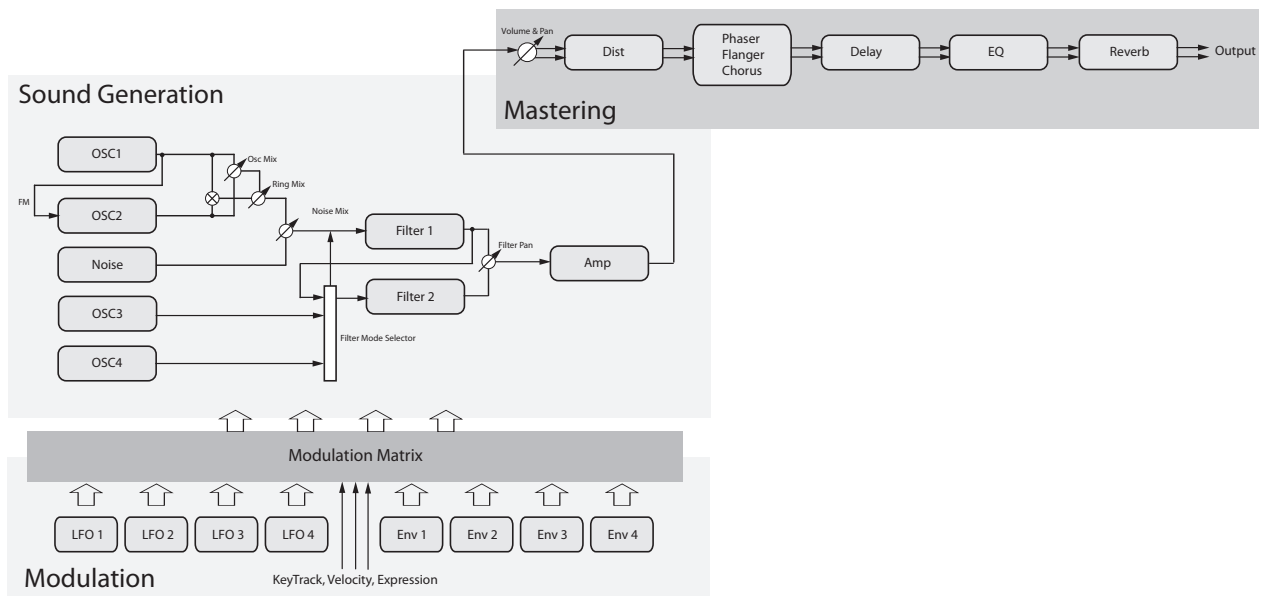 Volume & Pan
Dist
Phaser
Flanger
Chorus
Delay
EQ
Reverb
Output
Mastering
Sound Generation
OSC1
Osc Mix
Ring Mix
FM
OSC2
Noise Mix
Filter 1
Noise
Filter Pan
Amp
OSC3
Filter 2
Filter Mode Selector
OSC4
Modulation Matrix
LFO 1
LFO 2
LFO 3
LFO 4
Env 1
Env 2
Env 3
Env 4
Modulation
KeyTrack, Velocity, Expression